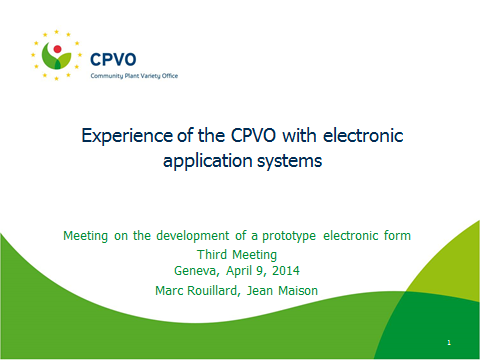 CPVO
Community Plant Variety Office
Experience of the CPVO with electronic
application systems
Meeting on the development of a prototype electronic form
Third Meeting
Geneva, April 9, 2014
Marc Rouillard, Jean Maison
1